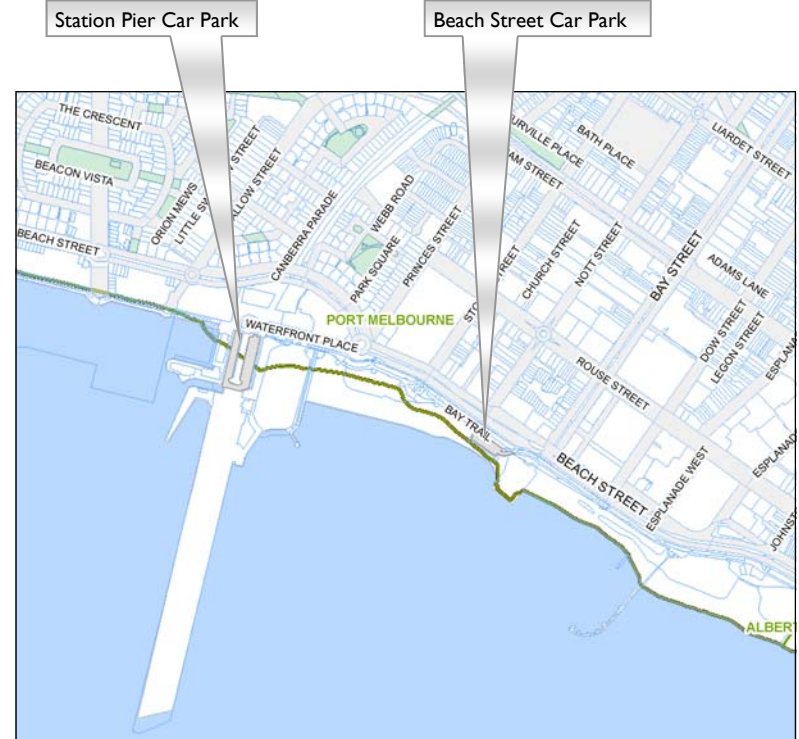 Station Pier Car Park
Beach Street Car Park
THE CRESCENT
BEACON VISTA
ORION MEWS
BEACH STREET
CANBERRA PARADE
WEBB ROAD
PARK SQUARE
PRINCES STREET
PORT MELBOURNE
WATERFRONT PLACE
BATH PLACE
LIARDET STREET
CHURCH STREET
NOTT STREET
BAY STREET
ADAMS LANE
DOW STREET
LEGON STREET
ROUSE STREET
BAY TRAIL
BEACH STREET
ESPLANADE WEST